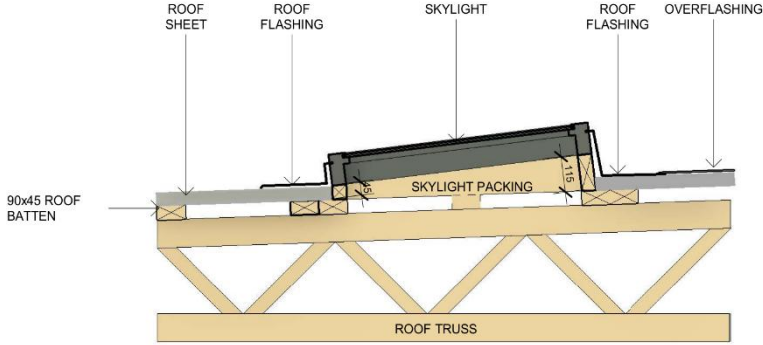 ROOF
SHEET
ROOF
FLASHING
SKYLIGHT
ROOF
FLASHING
OVERFLASHING
115
SKYLIGHT PACKING
90x45 ROOF
BATTEN
ROOF TRUSS